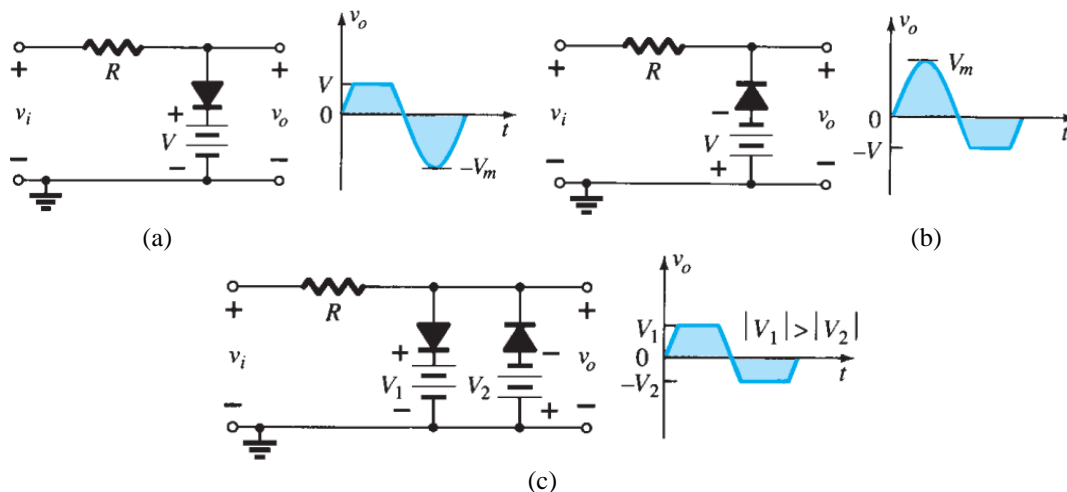 v_o
R
+
+
+
V
v_i
V
v_o
0
t
−
−
−
−V_m
(a)
v_o
R
+
+
V_m
−
v_i
V
v_o
0
t
−V
−
+
−
(b)
v_o
R
+
+
+
−
V_1
|V_1| > |V_2|
v_i
V_1
V_2
v_o
0
t
−V_2
−
−
+
−
(c)